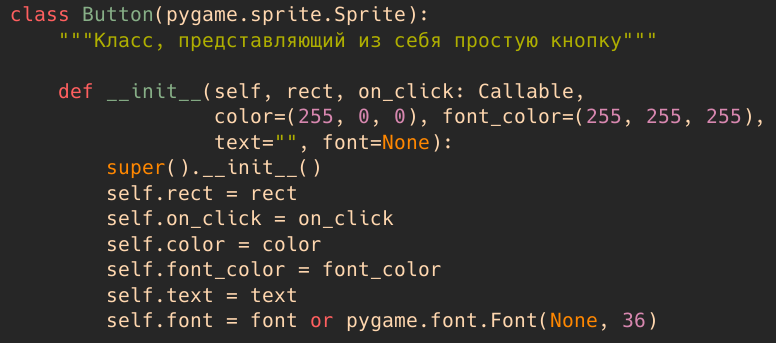 class Button(pygame.sprite.Sprite):
    """Класс, представляющий из себя простую кнопку"""

    def __init__(self, rect, on_click: Callable,
                 color=(255, 0, 0), font_color=(255, 255, 255),
                 text="", font=None):
        super().__init__()
        self.rect = rect
        self.on_click = on_click
        self.color = color
        self.font_color = font_color
        self.text = text
        self.font = font or pygame.font.Font(None, 36)